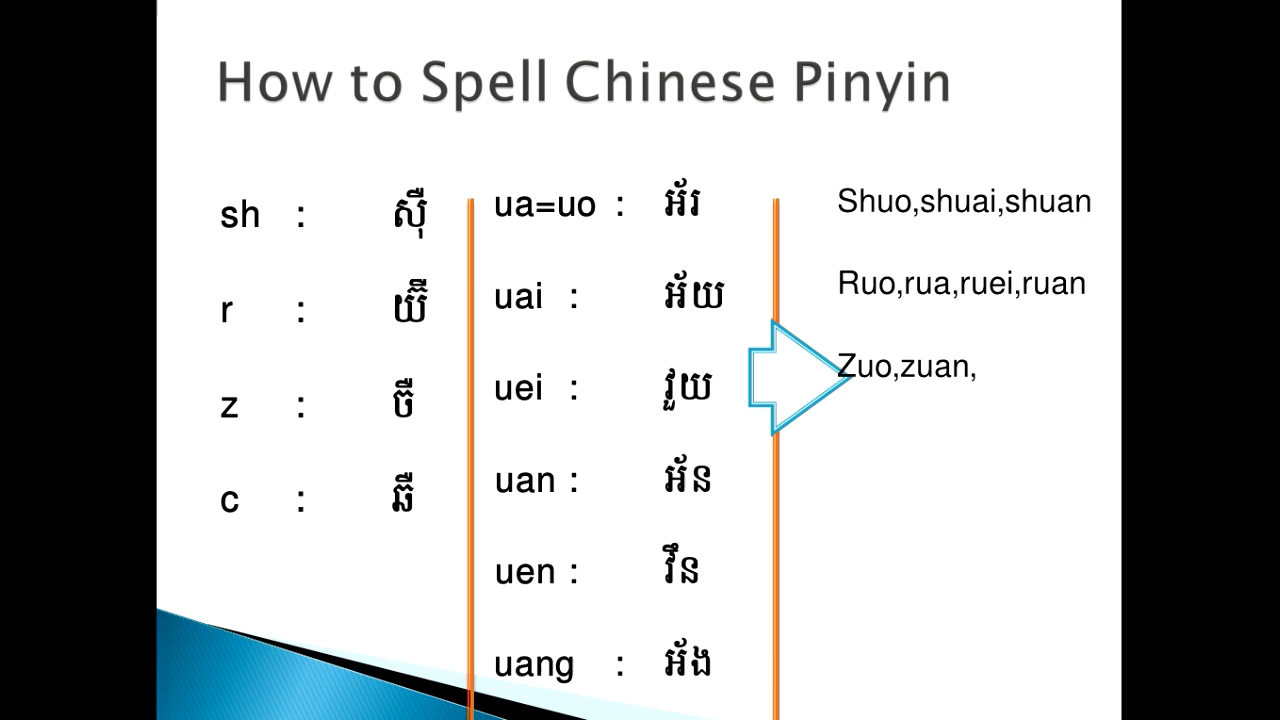 How to Spell Chinese Pinyin
sh : ស៊ឺ
r : យ៊ឺ
z : ចឺ
c : ឆឺ
ua=uo : អ័រ
uai : អ័យ
uei : វួយ
uan : អ័ន
uen : វឹន
uang : អ័ង
Shuo,shuai,shuan
Ruo,rua,ruei,ruan
Zuo,zuan,